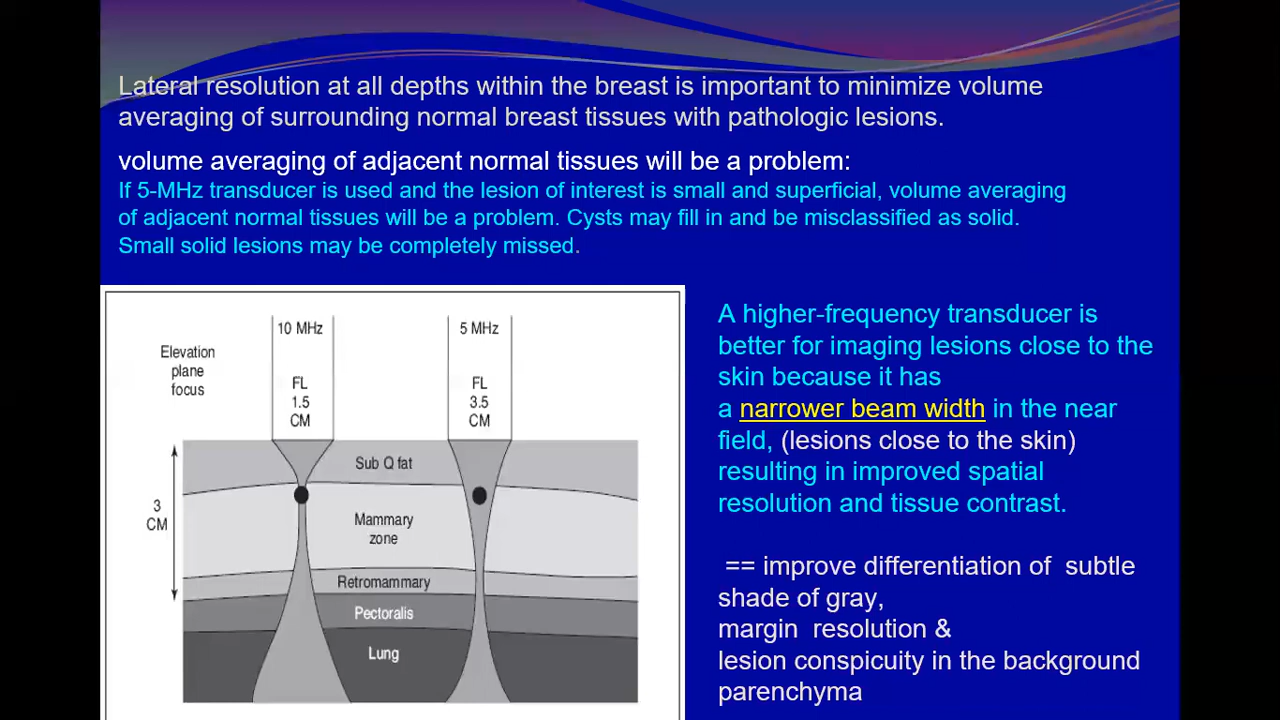 Lateral resolution at all depths within the breast is important to minimize volume
averaging of surrounding normal breast tissues with pathologic lesions.
volume averaging of adjacent normal tissues will be a problem:
If 5-MHz transducer is used and the lesion of interest is small and superficial, volume averaging
of adjacent normal tissues will be a problem. Cysts may fill in and be misclassified as solid.
Small solid lesions may be completely missed.
10 MHz
5 MHz
Elevation
plane
focus
FL
1.5
CM
FL
3.5
CM
3
CM
Sub Q fat
Mammary
zone
Retromammary
Pectoralis
Lung
A higher-frequency transducer is
better for imaging lesions close to the
skin because it has
a narrower beam width in the near
field, (lesions close to the skin)
resulting in improved spatial
resolution and tissue contrast.
== improve differentiation of subtle
shade of gray,
margin resolution &
lesion conspicuity in the background
parenchyma